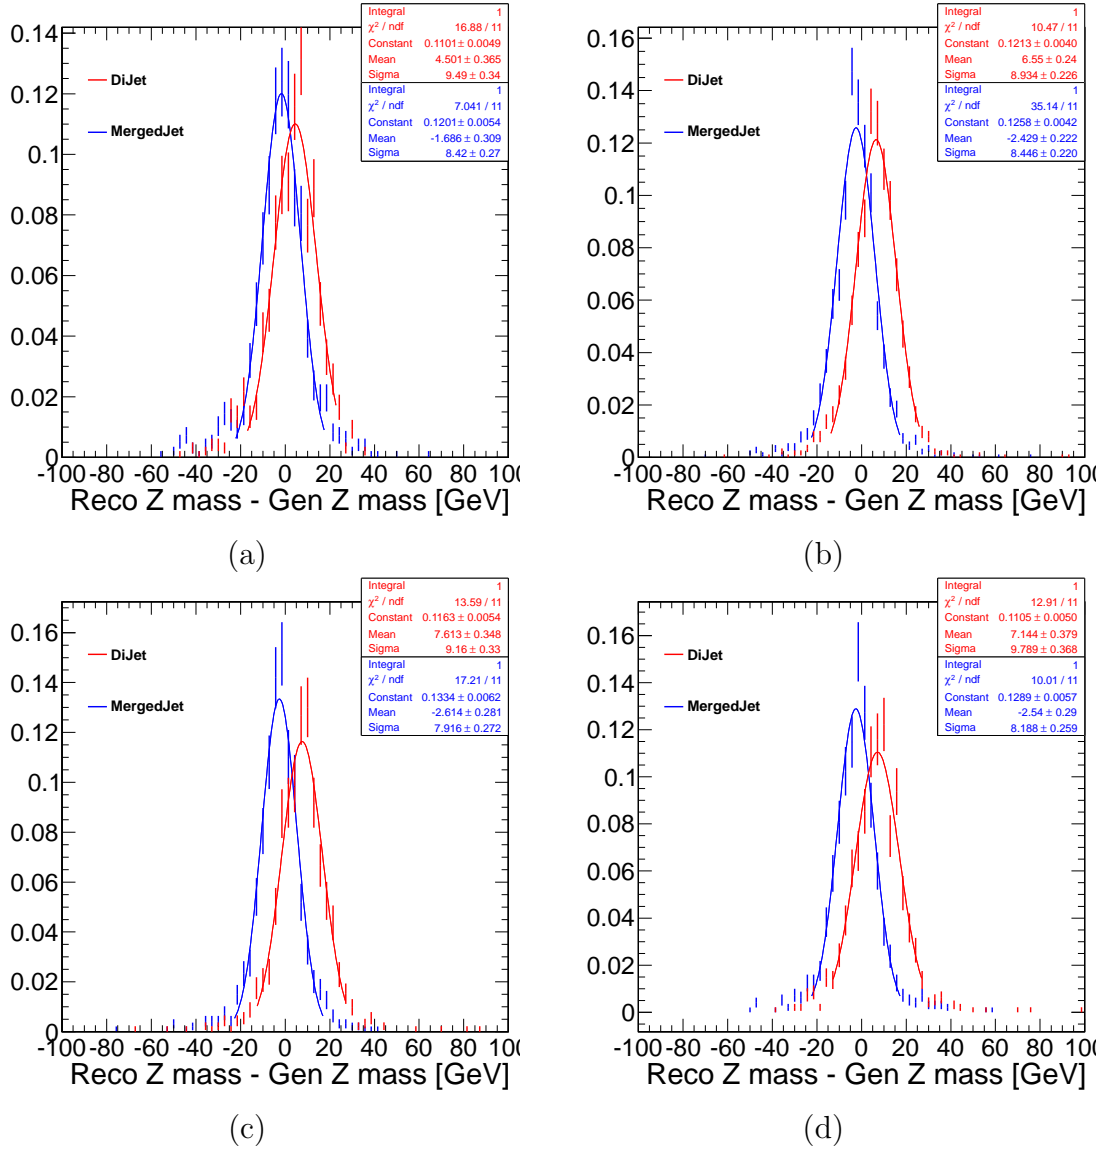 Integral 1
χ² / ndf 16.88 / 11
Constant 0.1101 ± 0.0049
Mean 4.501 ± 0.365
Sigma 9.49 ± 0.34
Integral 1
χ² / ndf 7.041 / 11
Constant 0.1201 ± 0.0054
Mean -1.686 ± 0.309
Sigma 8.42 ± 0.27
DiJet
MergedJet
0.14
0.12
0.1
0.08
0.06
0.04
0.02
0
-100 -80 -60 -40 -20 0 20 40 60 80 100
Reco Z mass - Gen Z mass [GeV]
(a)
Integral 1
χ² / ndf 10.47 / 11
Constant 0.1213 ± 0.0040
Mean 6.55 ± 0.24
Sigma 8.934 ± 0.226
Integral 1
χ² / ndf 35.14 / 11
Constant 0.1258 ± 0.0042
Mean -2.429 ± 0.222
Sigma 8.446 ± 0.220
DiJet
MergedJet
0.16
0.14
0.12
0.1
0.08
0.06
0.04
0.02
0
-100 -80 -60 -40 -20 0 20 40 60 80 100
Reco Z mass - Gen Z mass [GeV]
(b)
Integral 1
χ² / ndf 13.59 / 11
Constant 0.1163 ± 0.0054
Mean 7.613 ± 0.348
Sigma 9.16 ± 0.33
Integral 1
χ² / ndf 17.21 / 11
Constant 0.1334 ± 0.0062
Mean -2.614 ± 0.281
Sigma 7.916 ± 0.272
DiJet
MergedJet
0.16
0.14
0.12
0.1
0.08
0.06
0.04
0.02
0
-100 -80 -60 -40 -20 0 20 40 60 80 100
Reco Z mass - Gen Z mass [GeV]
(c)
Integral 1
χ² / ndf 12.91 / 11
Constant 0.1105 ± 0.0050
Mean 7.144 ± 0.379
Sigma 9.789 ± 0.368
Integral 1
χ² / ndf 10.01 / 11
Constant 0.1289 ± 0.0057
Mean -2.54 ± 0.29
Sigma 8.188 ± 0.259
DiJet
MergedJet
0.16
0.14
0.12
0.1
0.08
0.06
0.04
0.02
0
-100 -80 -60 -40 -20 0 20 40 60 80 100
Reco Z mass - Gen Z mass [GeV]
(d)